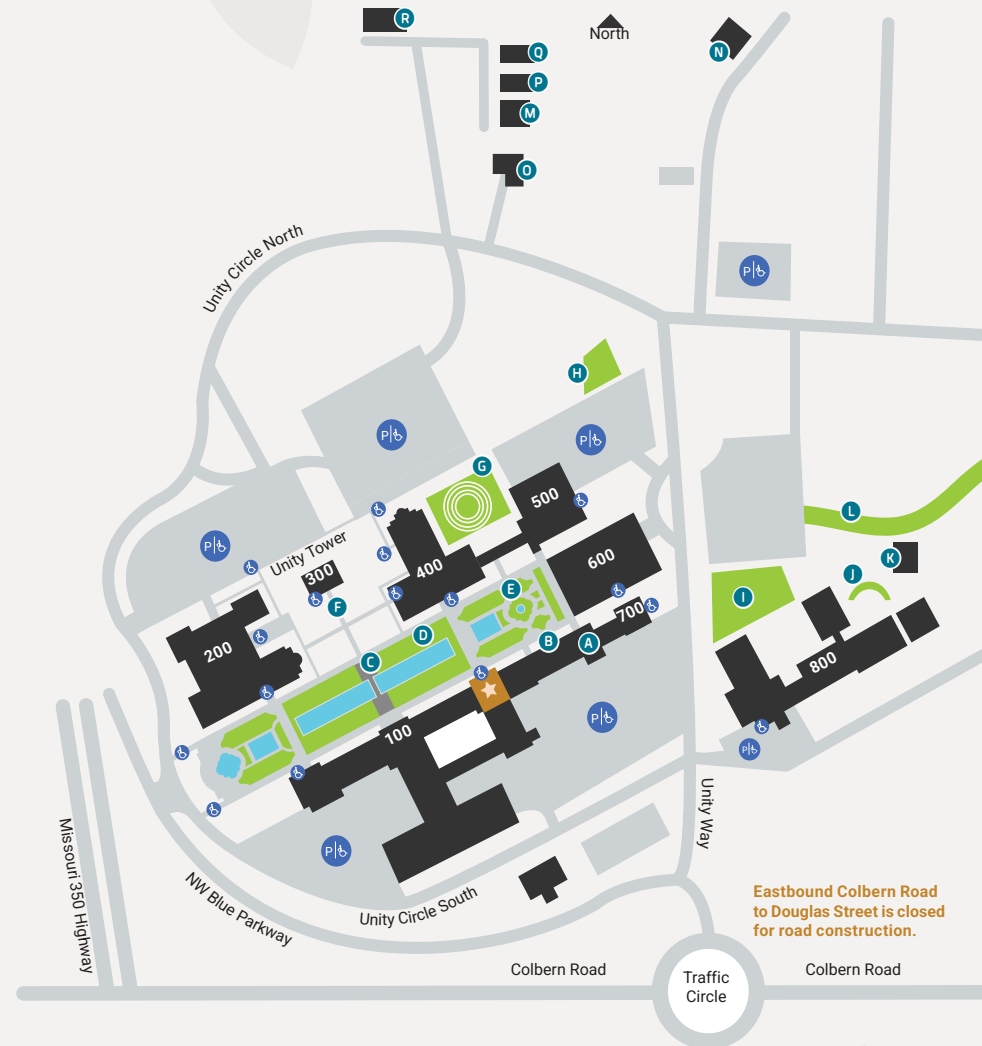 R
North
N
Q
P
M
O
Unity Circle North
P
H
P
P
G
500
P
L
Unity Tower
600
K
400
300
J
E
I
F
700
D
200
B
A
800
C
P
100
P
Unity Way
P
Missouri 350 Highway
NW Blue Parkway
Unity Circle South
Eastbound Colbern Road
to Douglas Street is closed
for road construction.
Colbern Road
Traffic
Circle
Colbern Road